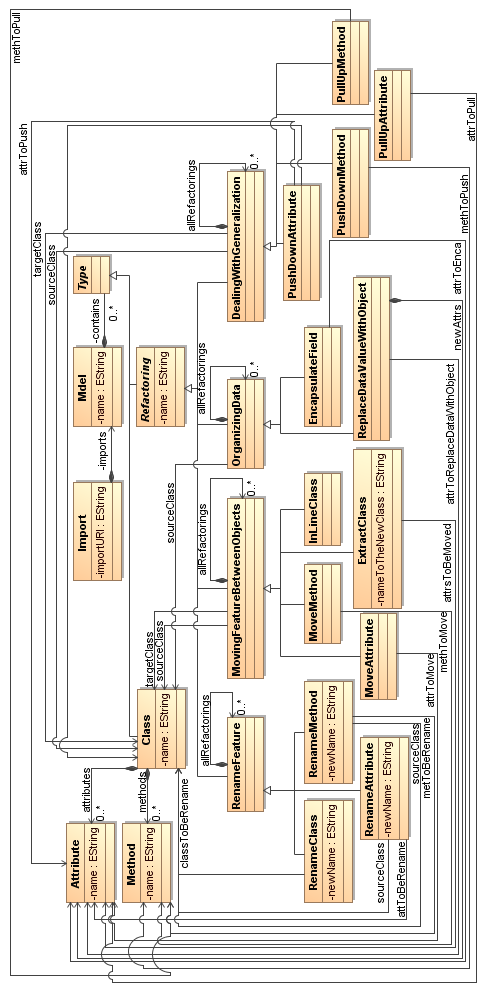 methToPull
attrToPush
targetClass
sourceClass
Attribute
-name : EString
attributes
0..*
Method
-name : EString
methods
0..*
Class
-name : EString
classToBeRename
Import
-importURI : EString
-imports
Mdel
-name : EString
-contains
0..*
Type
Refactoring
-name : EString
targetClass
sourceClass
sourceClass
allRefactorings
0..*
RenameFeature
allRefactorings
0..*
MovingFeatureBetweenObjects
allRefactorings
0..*
OrganizingData
allRefactorings
0..*
DealingWithGeneralization
RenameClass
-newName : EString
RenameMethod
-newName : EString
RenameAttribute
-newName : EString
MoveMethod
MoveAttribute
InLineClass
ExtractClass
-nameToTheNewClass : EString
EncapsulateField
ReplaceDataValueWithObject
PushDownAttribute
PushDownMethod
PullUpMethod
PullUpAttribute
sourceClass
attToBeRename
sourceClass
metToBeRename
attrToMove
methToMove
attrsToBeMoved
attrToReplaceDataWithObject
newAttrs
attrToEnca
methToPush
attrToPull